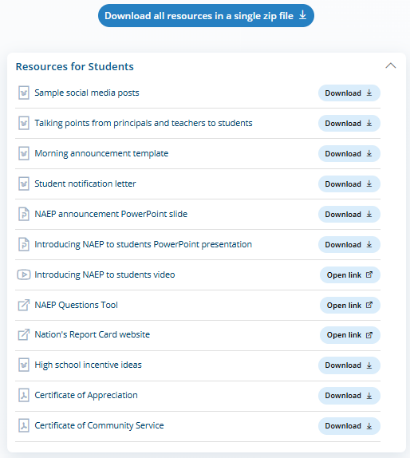 Download all resources in a single zip file
Resources for Students
Sample social media posts Download
Talking points from principals and teachers to students Download
Morning announcement template Download
Student notification letter Download
NAEP announcement PowerPoint slide Download
Introducing NAEP to students PowerPoint presentation Download
Introducing NAEP to students video Open link
NAEP Questions Tool Open link
Nation's Report Card website Open link
High school incentive ideas Download
Certificate of Appreciation Download
Certificate of Community Service Download